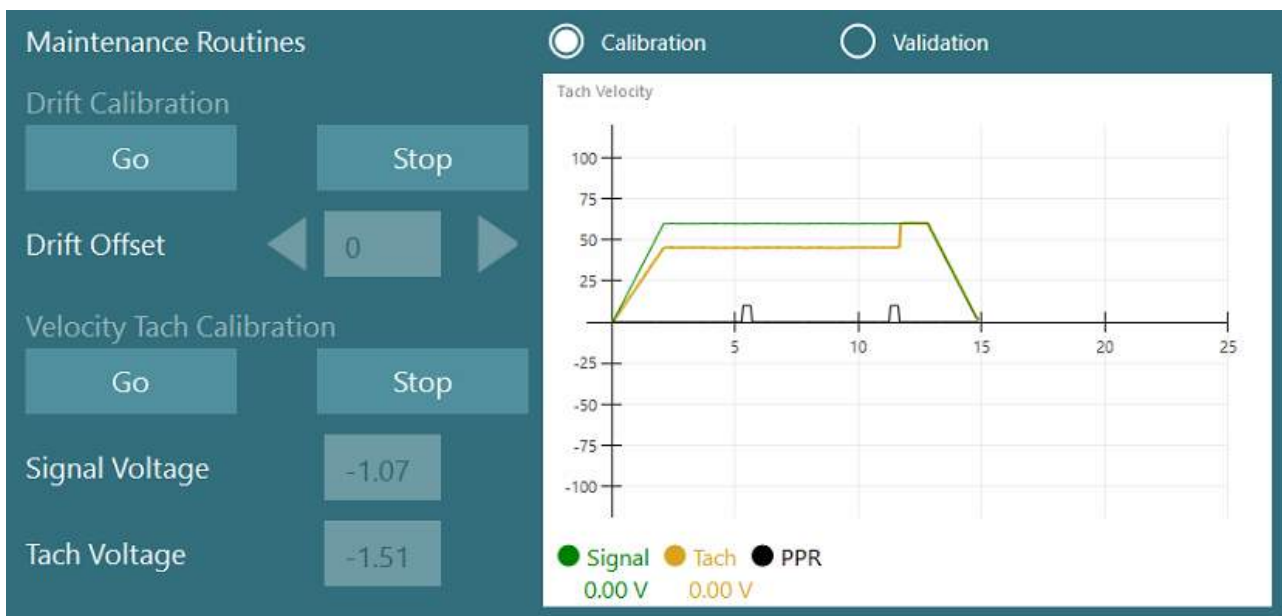 Maintenance Routines
Calibration
Validation
Drift Calibration
Go
Stop
Drift Offset
0
Velocity Tach Calibration
Go
Stop
Signal Voltage
-1.07
Tach Voltage
-1.51
Tach Velocity
100
75
50
25
5 10 15 20 25
-25
-50
-75
-100
Signal Tach PPR
0.00 V 0.00 V